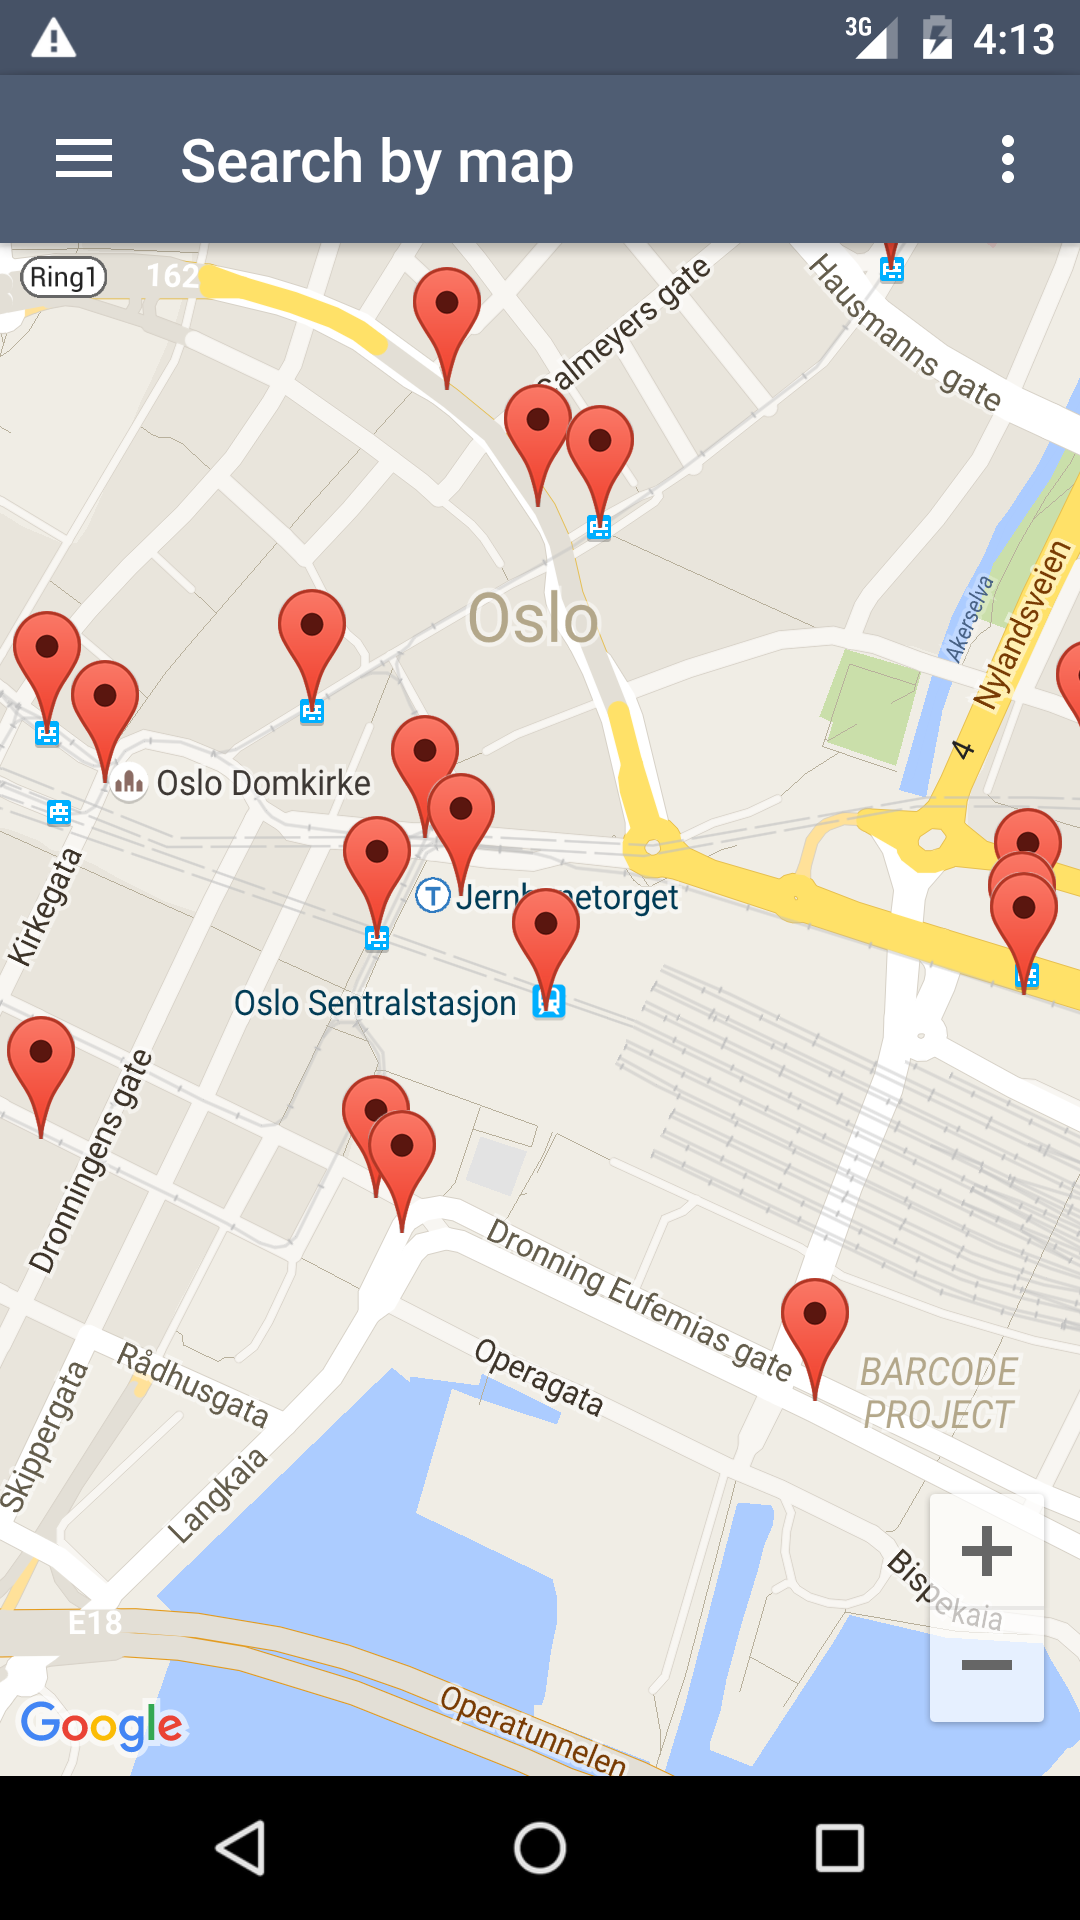 3G 4:13
Search by map
Ring1
162
Calmeyers gate
Hausmanns gate
Oslo
Akerselva
Nylandsveien
4
Oslo Domkirke
Kirkegata
Jernbanetorget
Oslo Sentralstasjon
Dronningens gate
Dronning Eufemias gate
Operagata
BARCODE
PROJECT
Rådhusgata
Skippergata
Langkaia
Bispekaia
E18
Operatunnelen
Google